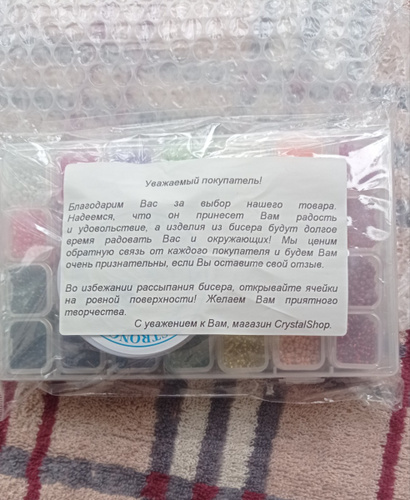 Уважаемый покупатель!
Благодарим Вас за выбор нашего товара.
Надеемся, что он принесет Вам радость
и удовольствие, а изделия из бисера будут долгое
время радовать Вас и окружающих! Мы ценим
обратную связь от каждого покупателя и будем Вам
очень признательны, если Вы оставите свой отзыв.
Во избежании рассыпания бисера, открывайте ячейки
на ровной поверхности! Желаем Вам приятного
творчества.
С уважением к Вам, магазин CrystalShop.
STRONG